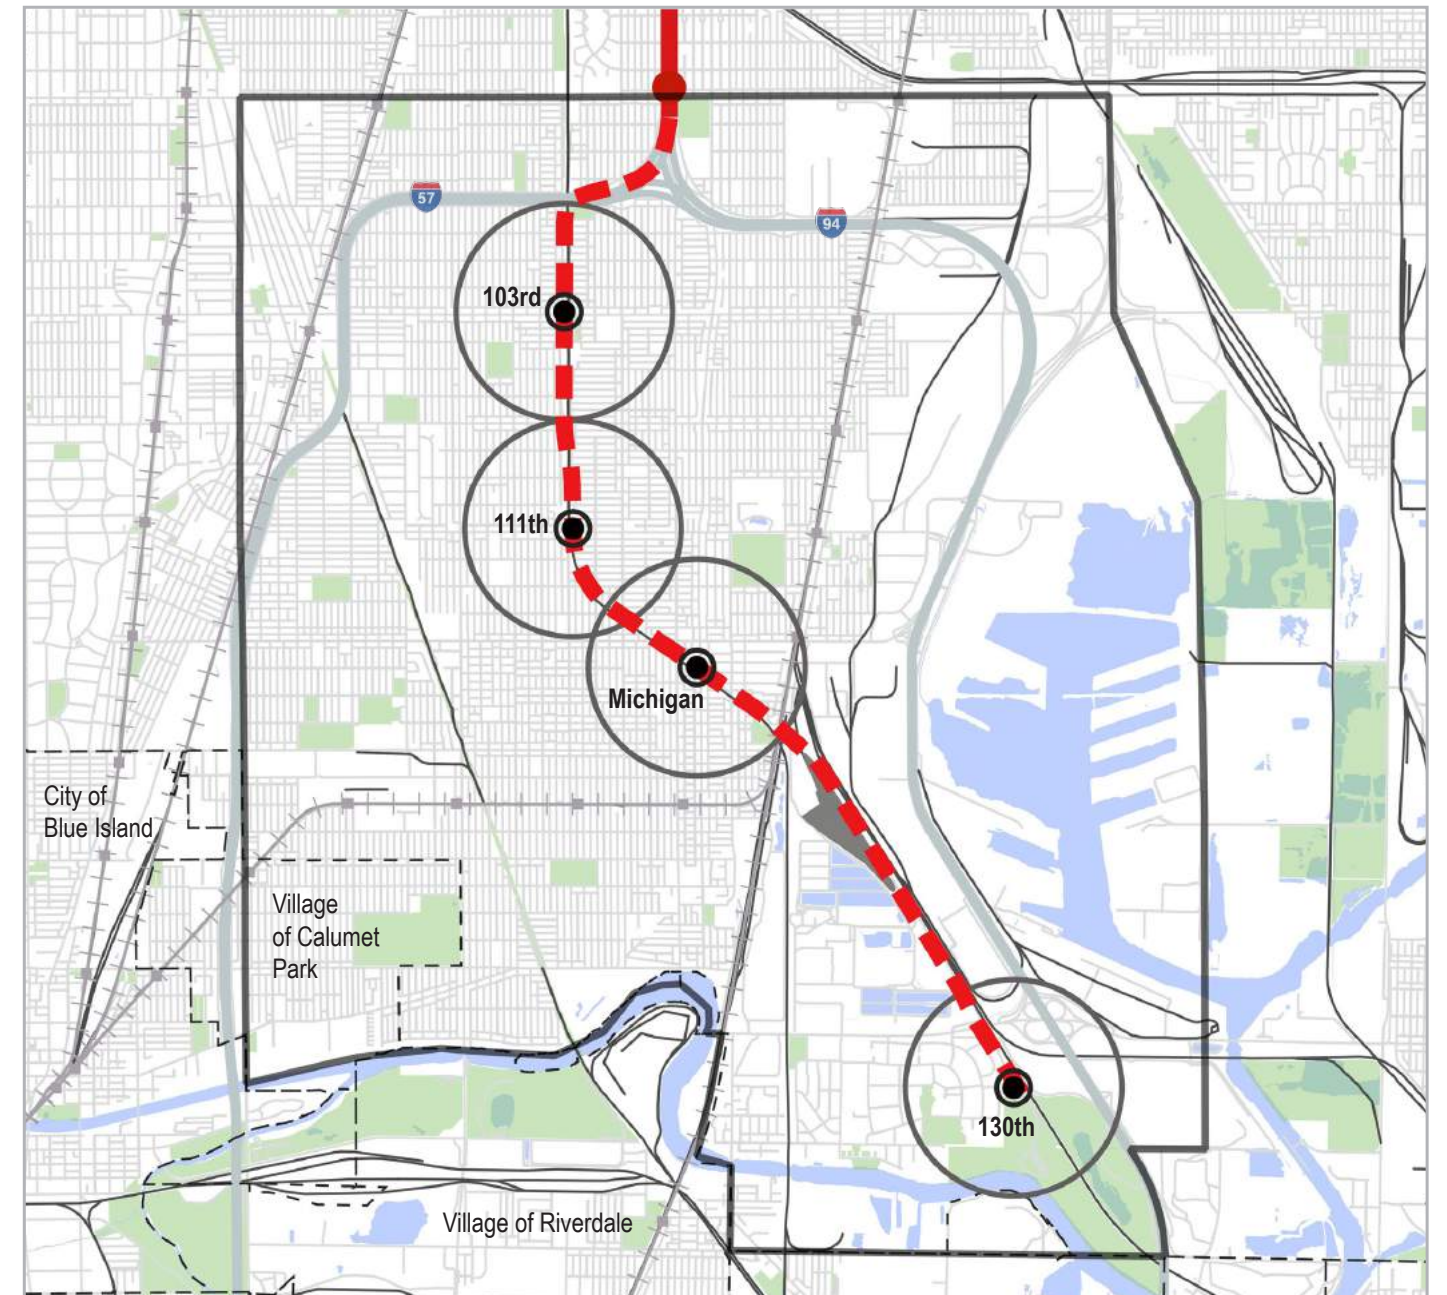 57
94
103rd
111th
Michigan
City of
Blue Island
Village
of Calumet
Park
130th
Village of Riverdale